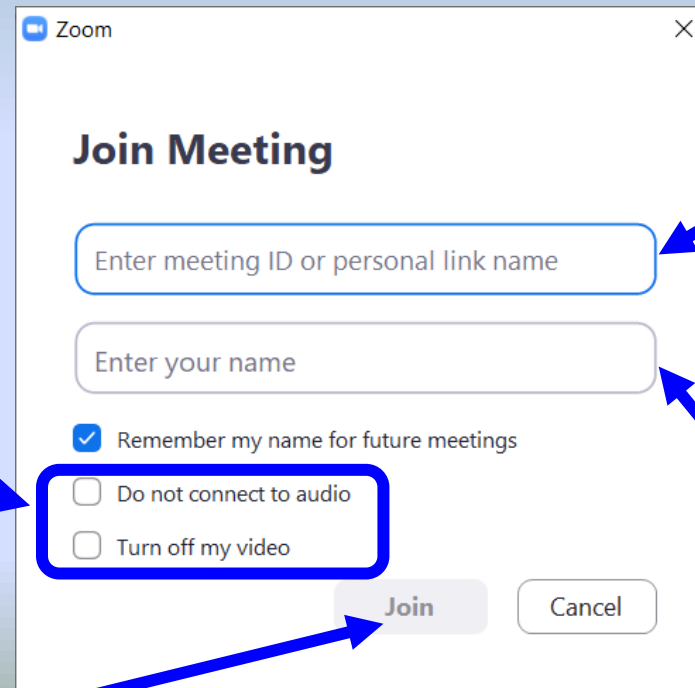 Zoom
Join Meeting
Enter meeting ID or personal link name
Enter your name
Remember my name for future meetings
Do not connect to audio
Turn off my video
Join
Cancel